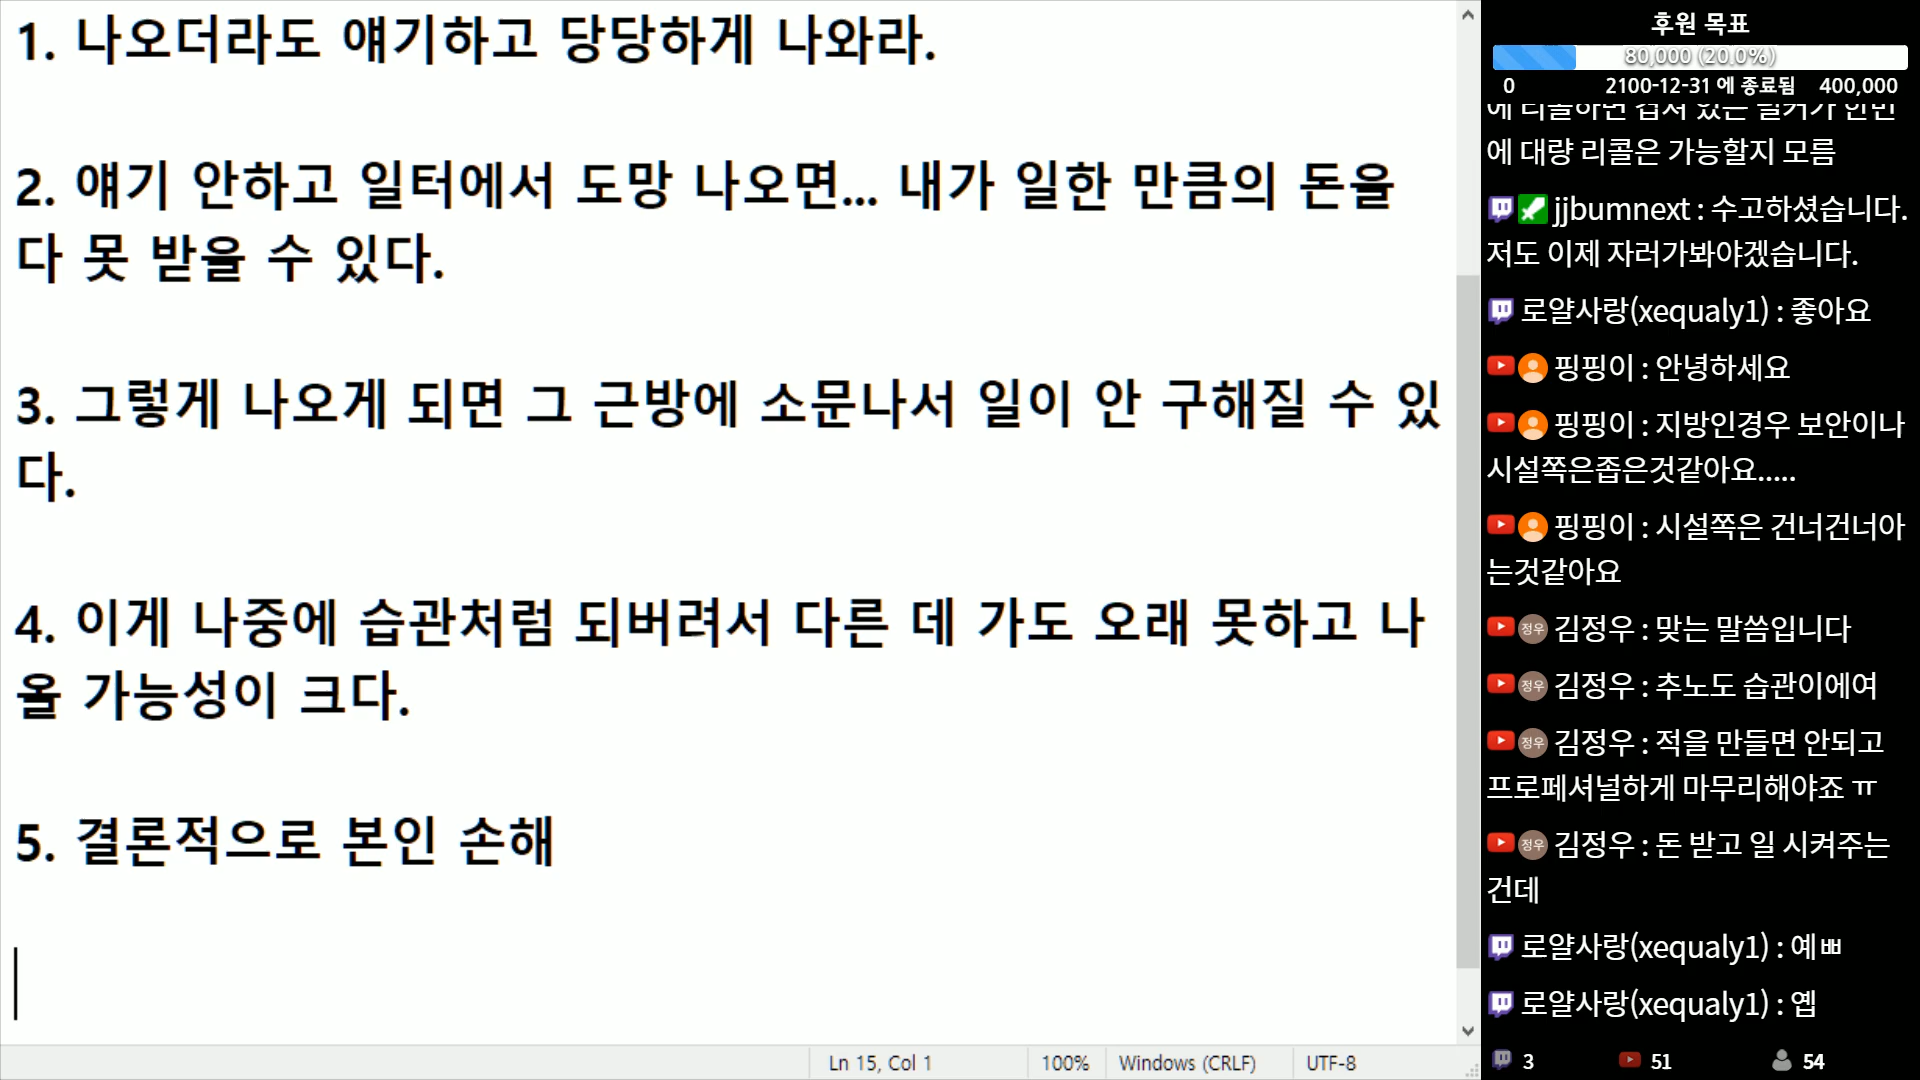 1. 나오더라도 얘기하고 당당하게 나와라.
2. 얘기 안하고 일터에서 도망 나오면... 내가 일한 만큼의 돈을
다 못 받을 수 있다.
3. 그렇게 나오게 되면 그 근방에 소문나서 일이 안 구해질 수 있
다.
4. 이게 나중에 습관처럼 되버려서 다른 데 가도 오래 못하고 나
올 가능성이 크다.
5. 결론적으로 본인 손해
Ln 15, Col 1
100%
Windows (CRLF)
UTF-8
후원 목표
80,000 (20.0%)
0 2100-12-31 에 종료됨 400,000
에 대량 리콜은 가능할지 모름
jjbumnext : 수고하셨습니다.
저도 이제 자러가봐야겠습니다.
로얄사랑(xequaly1) : 좋아요
핑핑이 : 안녕하세요
핑핑이 : 지방인경우 보안이나
시설쪽은좁은것같아요.....
핑핑이 : 시설쪽은 건너건너아
는것같아요
정우 김정우 : 맞는 말씀입니다
정우 김정우 : 추노도 습관이에여
정우 김정우 : 적을 만들면 안되고
프로페셔널하게 마무리해야죠 ㅠ
정우 김정우 : 돈 받고 일 시켜주는
건데
로얄사랑(xequaly1) : 예ㅃ
로얄사랑(xequaly1) : 옙
3 51 54